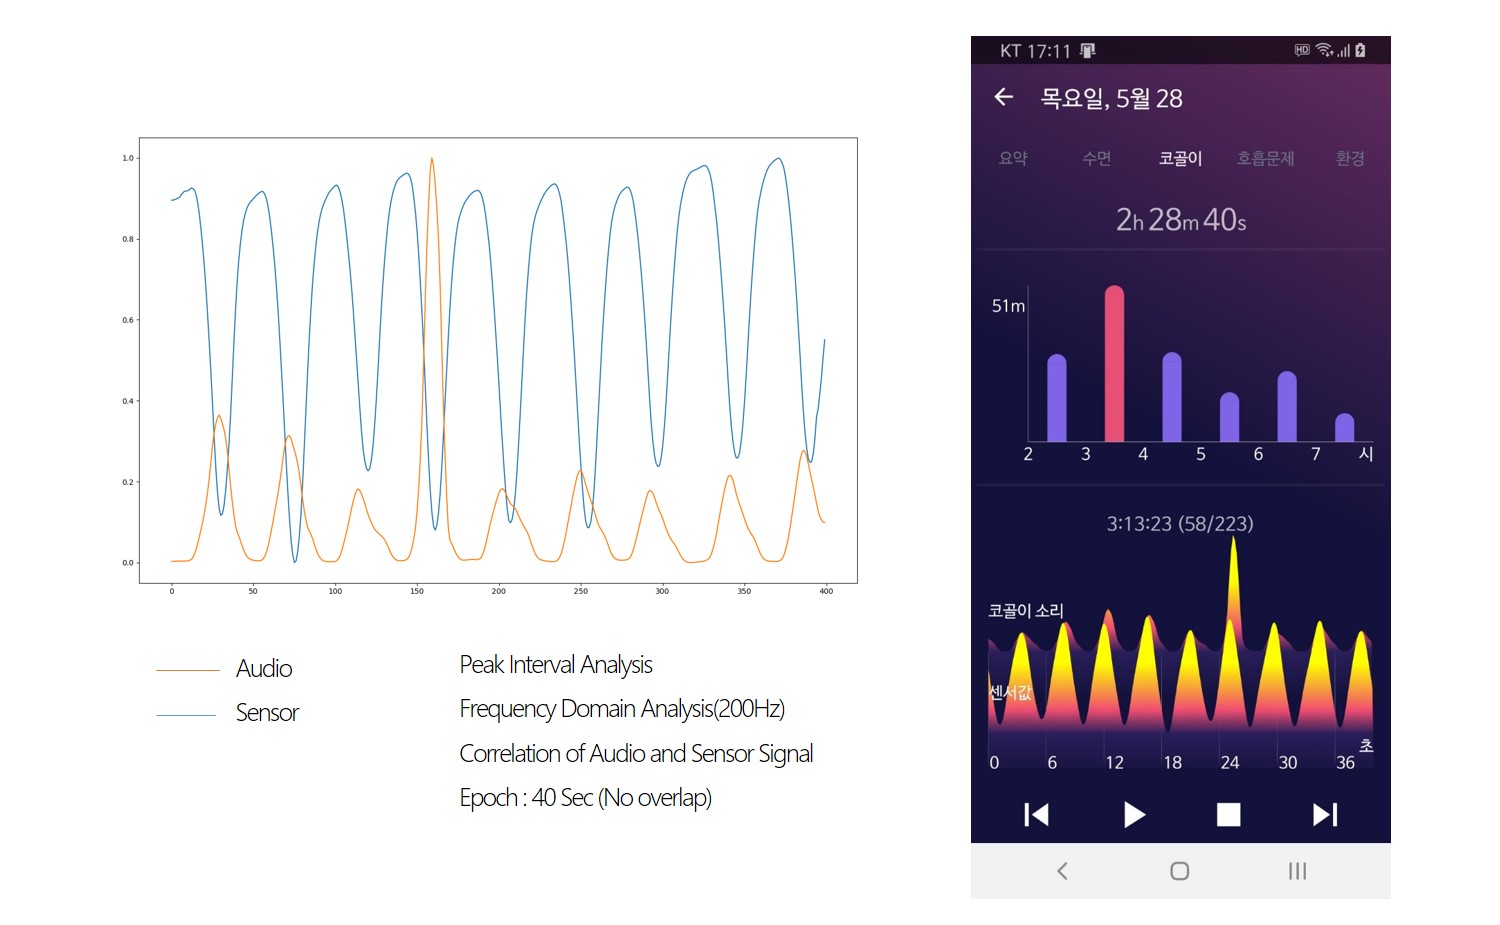 1.0
0.8
0.6
0.4
0.2
0.0
0 50 100 150 200 250 300 350 400
Audio
Sensor
Peak Interval Analysis
Frequency Domain Analysis(200Hz)
Correlation of Audio and Sensor Signal
Epoch : 40 Sec (No overlap)
KT 17:11 HD
목요일, 5월 28
요약 수면 코골이 호흡문제 환경
2h 28m 40s
51m
2 3 4 5 6 7 시
3:13:23 (58/223)
코골이 소리
센서값
초
0 6 12 18 24 30 36